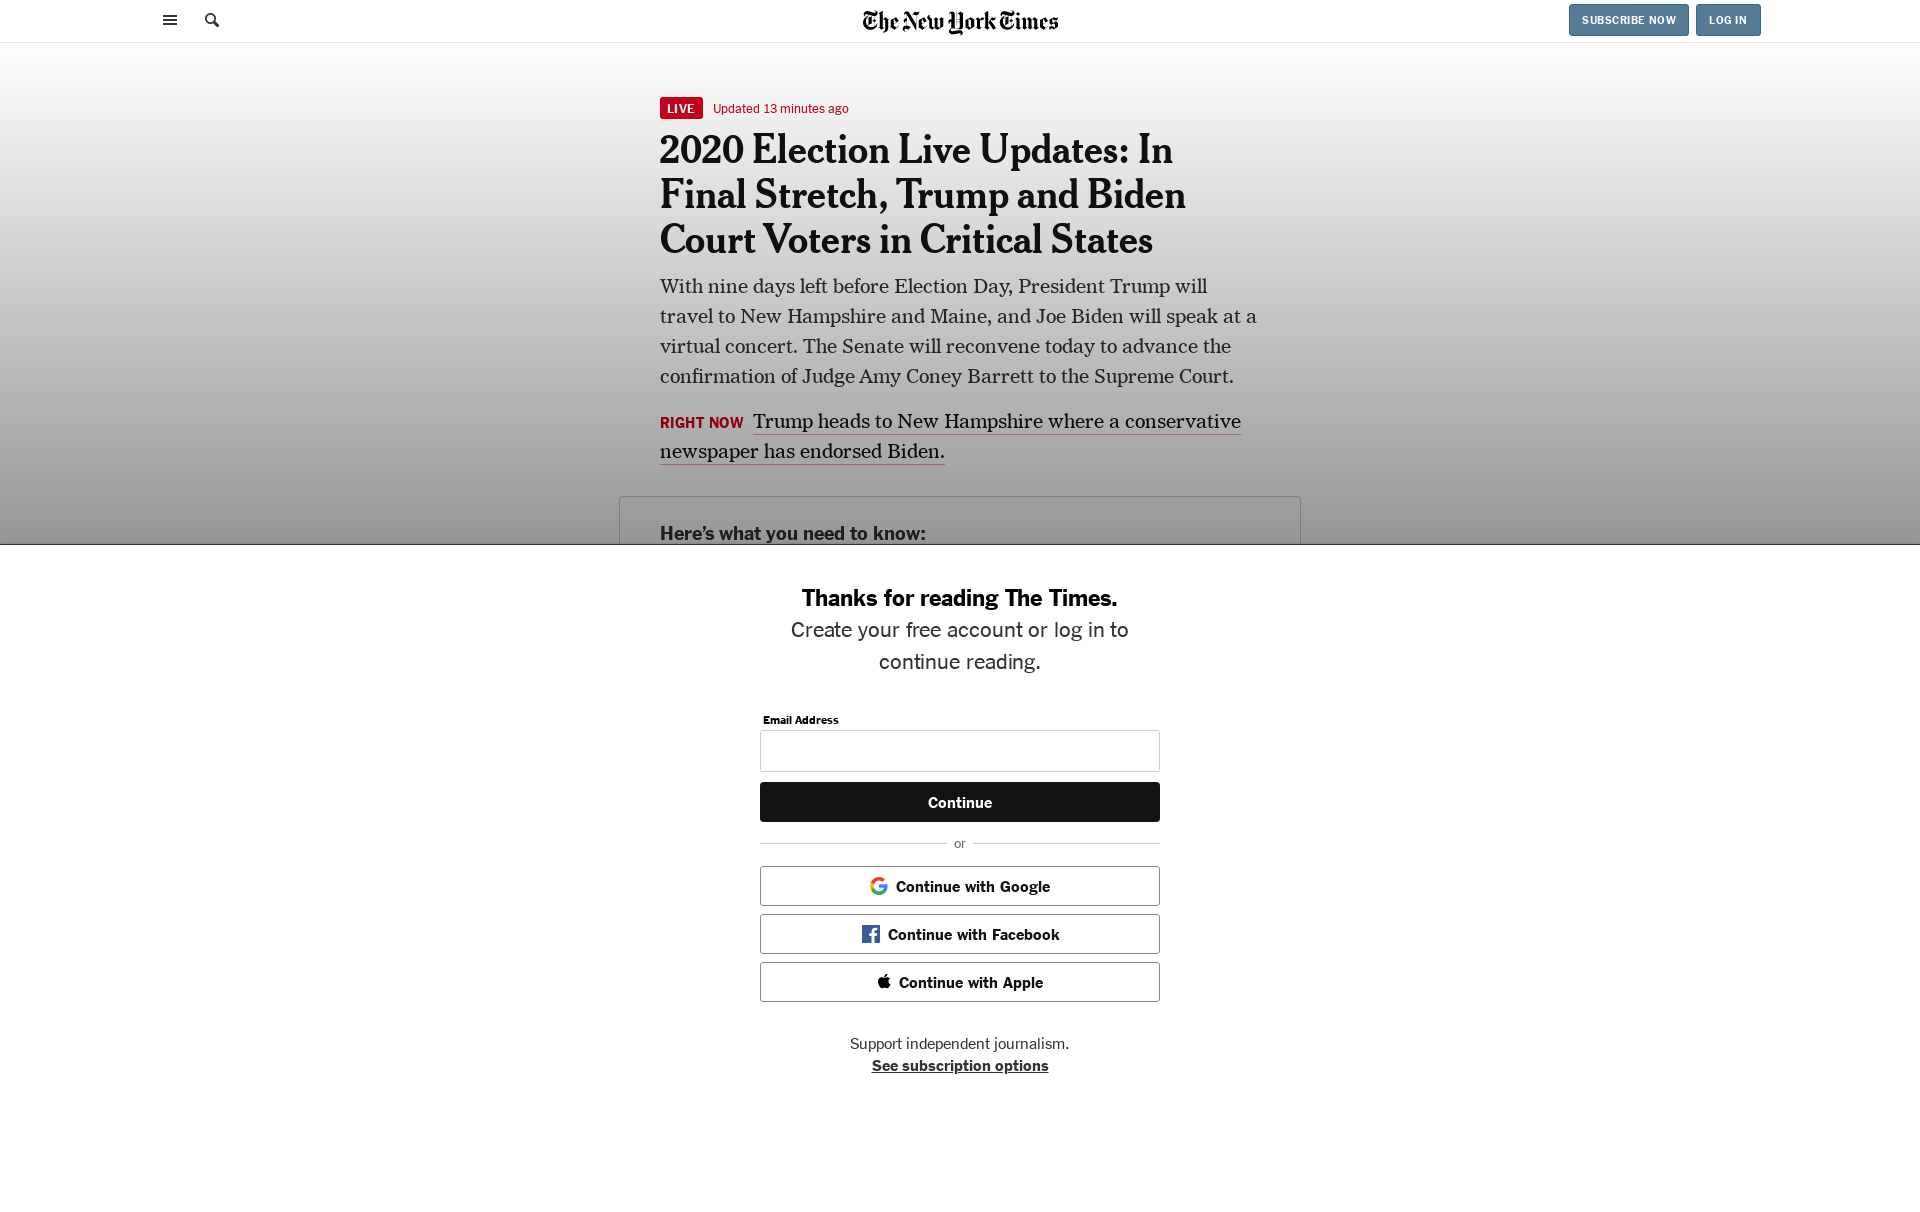 The New York Times
SUBSCRIBE NOW
LOG IN
LIVE
Updated 13 minutes ago
2020 Election Live Updates: In
Final Stretch, Trump and Biden
Court Voters in Critical States
With nine days left before Election Day, President Trump will
travel to New Hampshire and Maine, and Joe Biden will speak at a
virtual concert. The Senate will reconvene today to advance the
confirmation of Judge Amy Coney Barrett to the Supreme Court.
RIGHT NOW Trump heads to New Hampshire where a conservative
newspaper has endorsed Biden.
Here’s what you need to know:
Thanks for reading The Times.
Create your free account or log in to
continue reading.
Email Address
Continue
or
Continue with Google
Continue with Facebook
Continue with Apple
Support independent journalism.
See subscription options